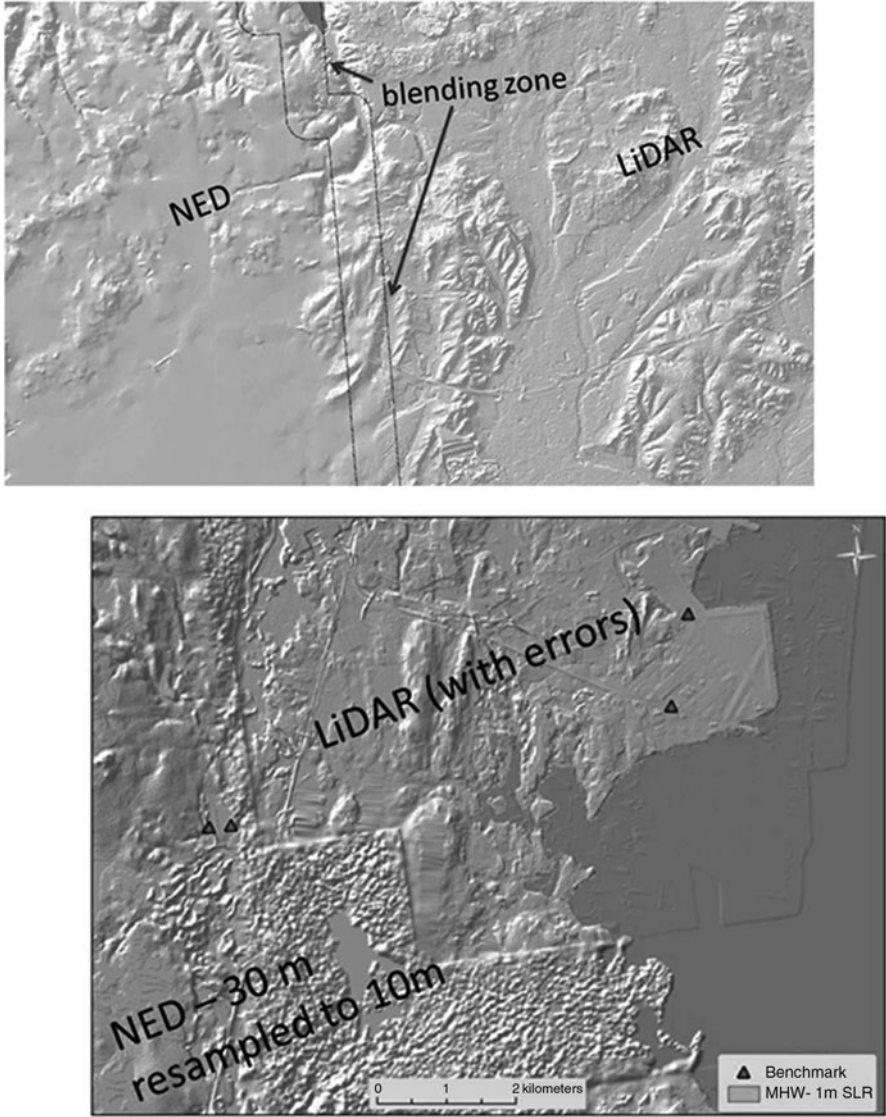 blending zone
LiDAR
NED
LiDAR (with errors)
NED – 30 m
resampled to 10m
0 1 2 kilometers
Benchmark
MHW- 1m SLR